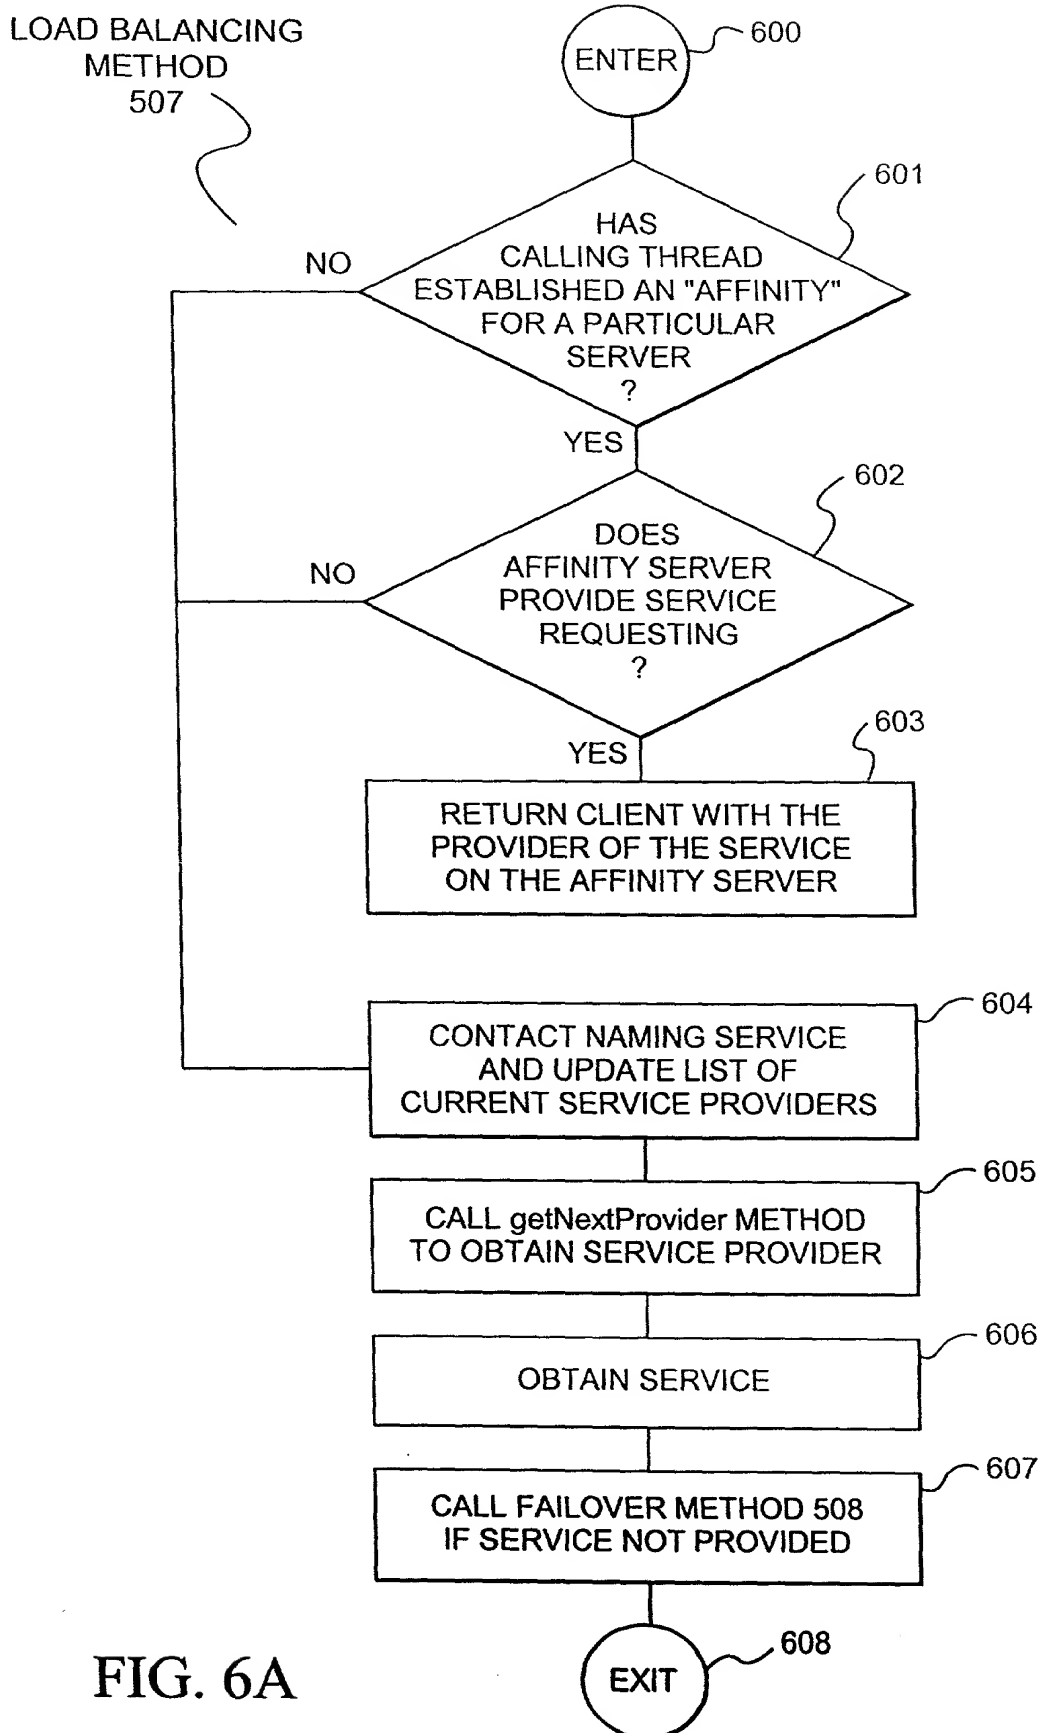 LOAD BALANCING
METHOD
507
ENTER
600
601
HAS
CALLING THREAD
ESTABLISHED AN "AFFINITY"
FOR A PARTICULAR
SERVER
?
NO
YES
602
DOES
AFFINITY SERVER
PROVIDE SERVICE
REQUESTING
?
NO
YES
603
RETURN CLIENT WITH THE
PROVIDER OF THE SERVICE
ON THE AFFINITY SERVER
604
CONTACT NAMING SERVICE
AND UPDATE LIST OF
CURRENT SERVICE PROVIDERS
605
CALL getNextProvider METHOD
TO OBTAIN SERVICE PROVIDER
606
OBTAIN SERVICE
607
CALL FAILOVER METHOD 508
IF SERVICE NOT PROVIDED
608
EXIT
FIG. 6A